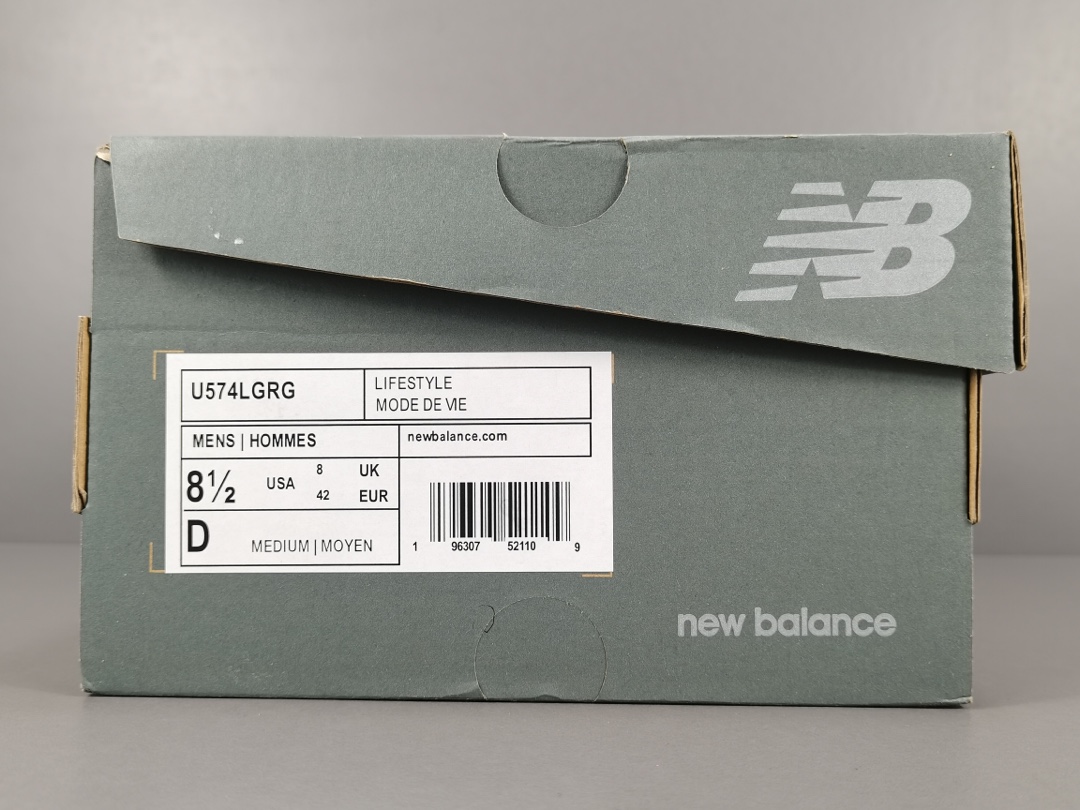 NB
U574LGRG
LIFESTYLE
MODE DE VIE
MENS | HOMMES
newbalance.com
8½ USA 8 UK
42 EUR
D MEDIUM | MOYEN
1 96307 52110 9
new balance